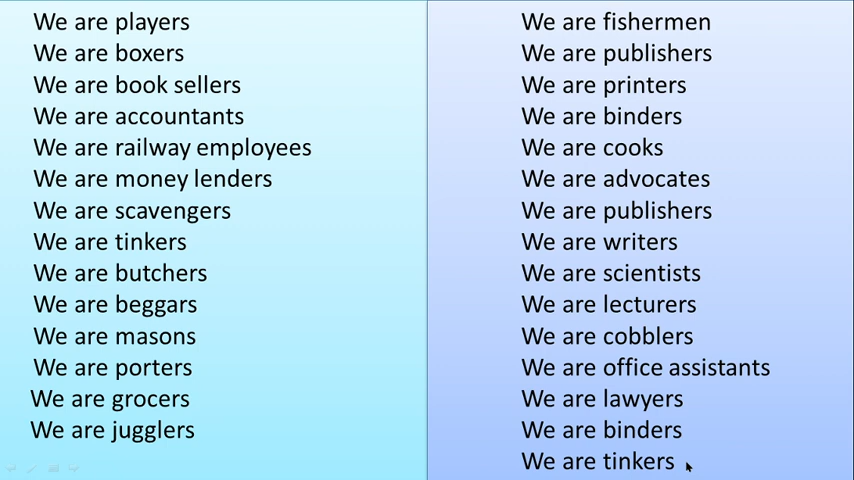 We are players
We are boxers
We are book sellers
We are accountants
We are railway employees
We are money lenders
We are scavengers
We are tinkers
We are butchers
We are beggars
We are masons
We are porters
We are grocers
We are jugglers
We are fishermen
We are publishers
We are printers
We are binders
We are cooks
We are advocates
We are publishers
We are writers
We are scientists
We are lecturers
We are cobblers
We are office assistants
We are lawyers
We are binders
We are tinkers